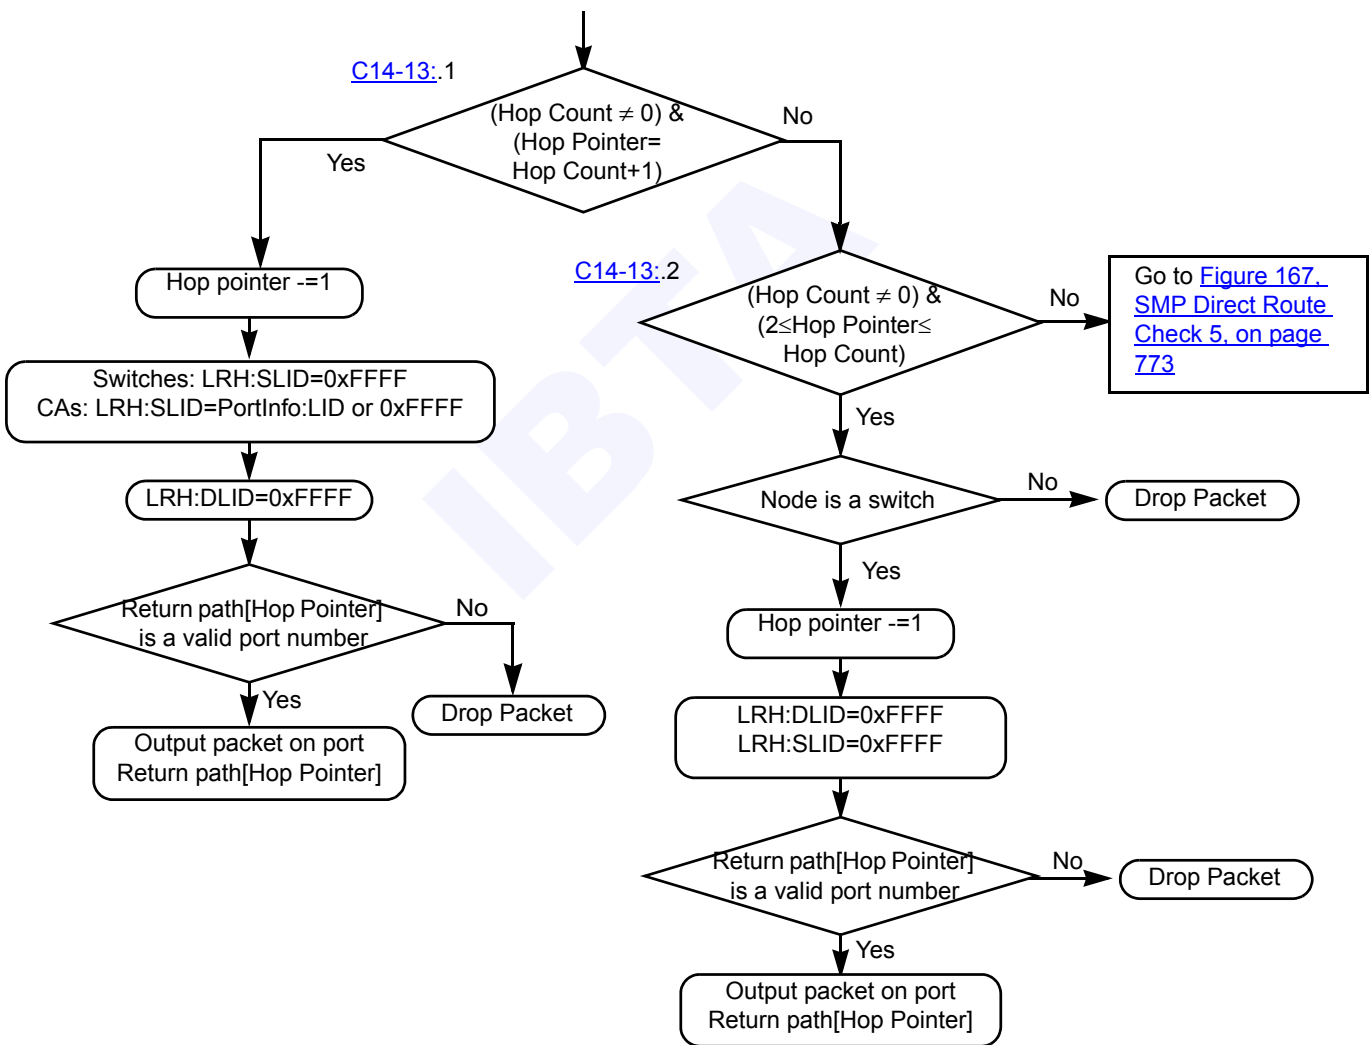 C14-13:.1
(Hop Count ≠ 0) &
(Hop Pointer=
Hop Count+1)
Yes
No
Hop pointer -=1
Switches: LRH:SLID=0xFFFF
CAs: LRH:SLID=PortInfo:LID or 0xFFFF
LRH:DLID=0xFFFF
Return path[Hop Pointer]
is a valid port number
No
Yes
Drop Packet
Output packet on port
Return path[Hop Pointer]
C14-13:.2
(Hop Count ≠ 0) &
(2≤Hop Pointer≤
Hop Count)
No
Go to Figure 167,
SMP Direct Route
Check 5, on page
773
Yes
Node is a switch
No
Drop Packet
Yes
Hop pointer -=1
LRH:DLID=0xFFFF
LRH:SLID=0xFFFF
Return path[Hop Pointer]
is a valid port number
No
Drop Packet
Yes
Output packet on port
Return path[Hop Pointer]
IBTA